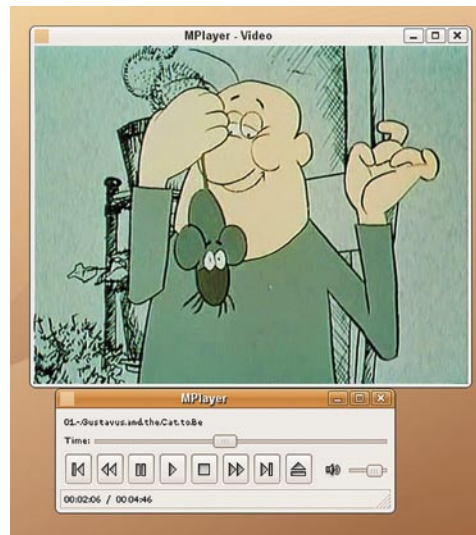 MPlayer - Video
MPlayer
01.-.Gustavus.and.the.Cat.to.Be
Time:
00:02:06 / 00:04:46